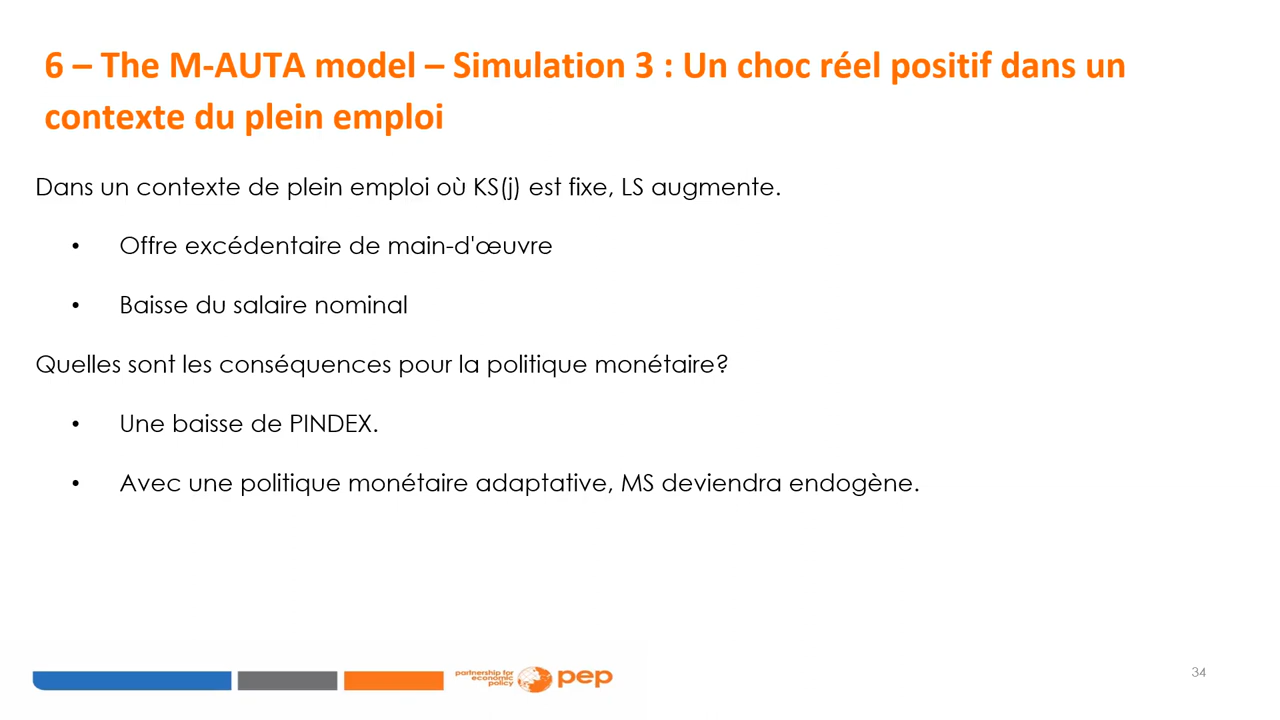 6 – The M-AUTA model – Simulation 3 : Un choc réel positif dans un
contexte du plein emploi
Dans un contexte de plein emploi où KS(j) est fixe, LS augmente.
• Offre excédentaire de main-d'œuvre
• Baisse du salaire nominal
Quelles sont les conséquences pour la politique monétaire?
• Une baisse de PINDEX.
• Avec une politique monétaire adaptative, MS deviendra endogène.
partnership for
economic
policy
pep
34